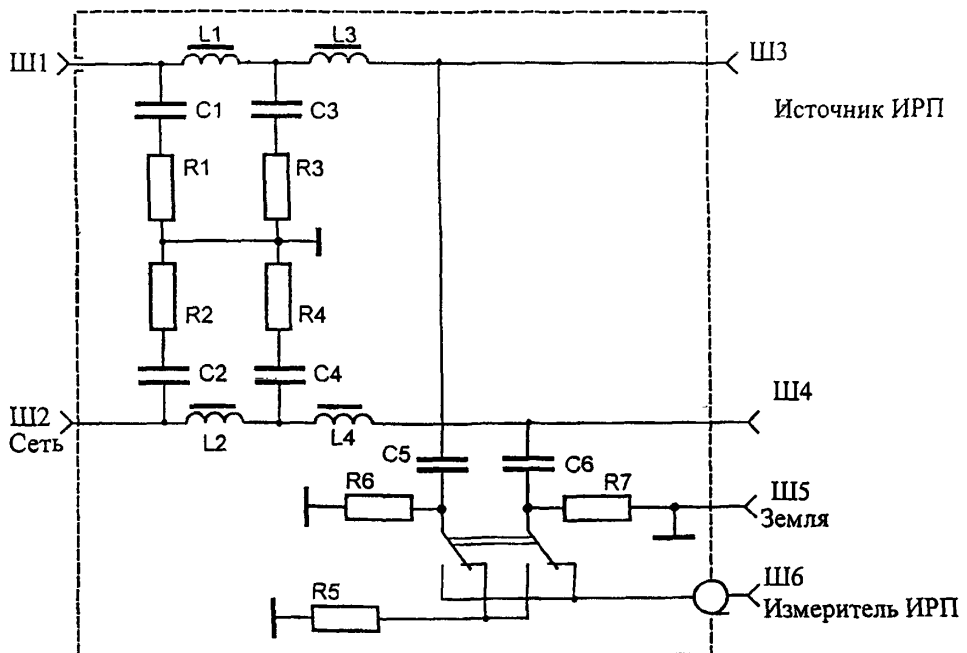 L1
L3
Ш1
Ш3
C1
C3
Источник ИРП
R1
R3
R2
R4
C2
C4
Ш2
Сеть
Ш4
L2
L4
C5
C6
R6
R7
Ш5
Земля
R5
Ш6
Измеритель ИРП